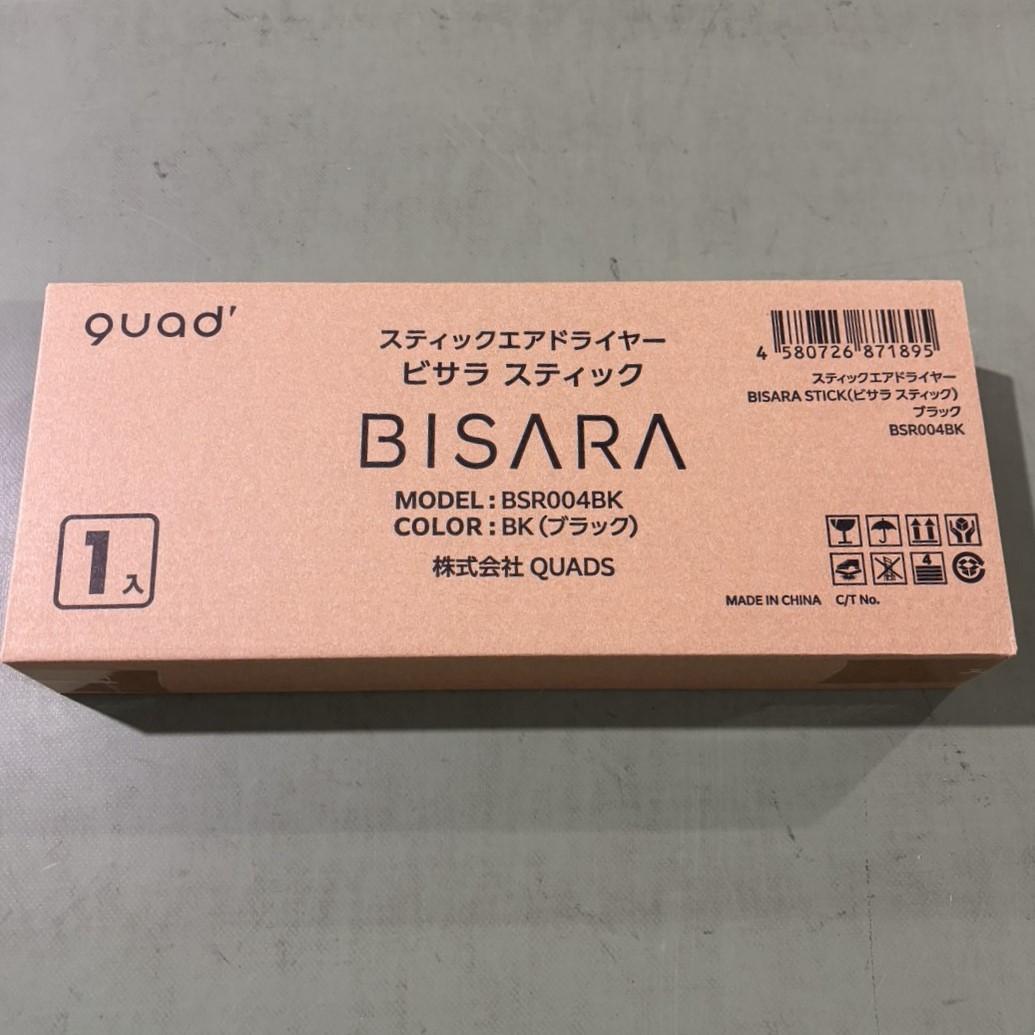 quad'
スティックエアドライヤー
ビサラ スティック
BISARA
MODEL : BSR004BK
COLOR : BK（ブラック）
株式会社 QUADS
1入
4 580726 871895
スティックエアドライヤー
BISARA STICK（ビサラ スティック）
ブラック
BSR004BK
4
MADE IN CHINA C/T No.